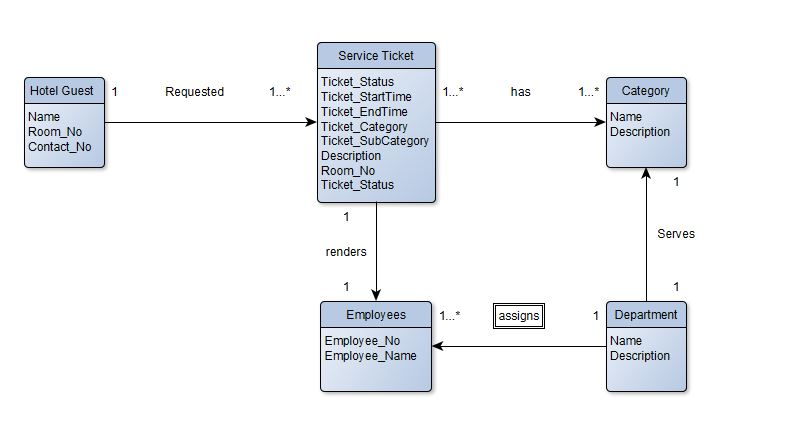 Service Ticket
Ticket_Status
Ticket_StartTime
Ticket_EndTime
Ticket_Category
Ticket_SubCategory
Description
Room_No
Ticket_Status
Hotel Guest
Name
Room_No
Contact_No
1 Requested 1...*
1...* has 1...*
Category
Name
Description
1
renders
1
1
Serves
1
Employees
Employee_No
Employee_Name
1...* assigns 1
Department
Name
Description